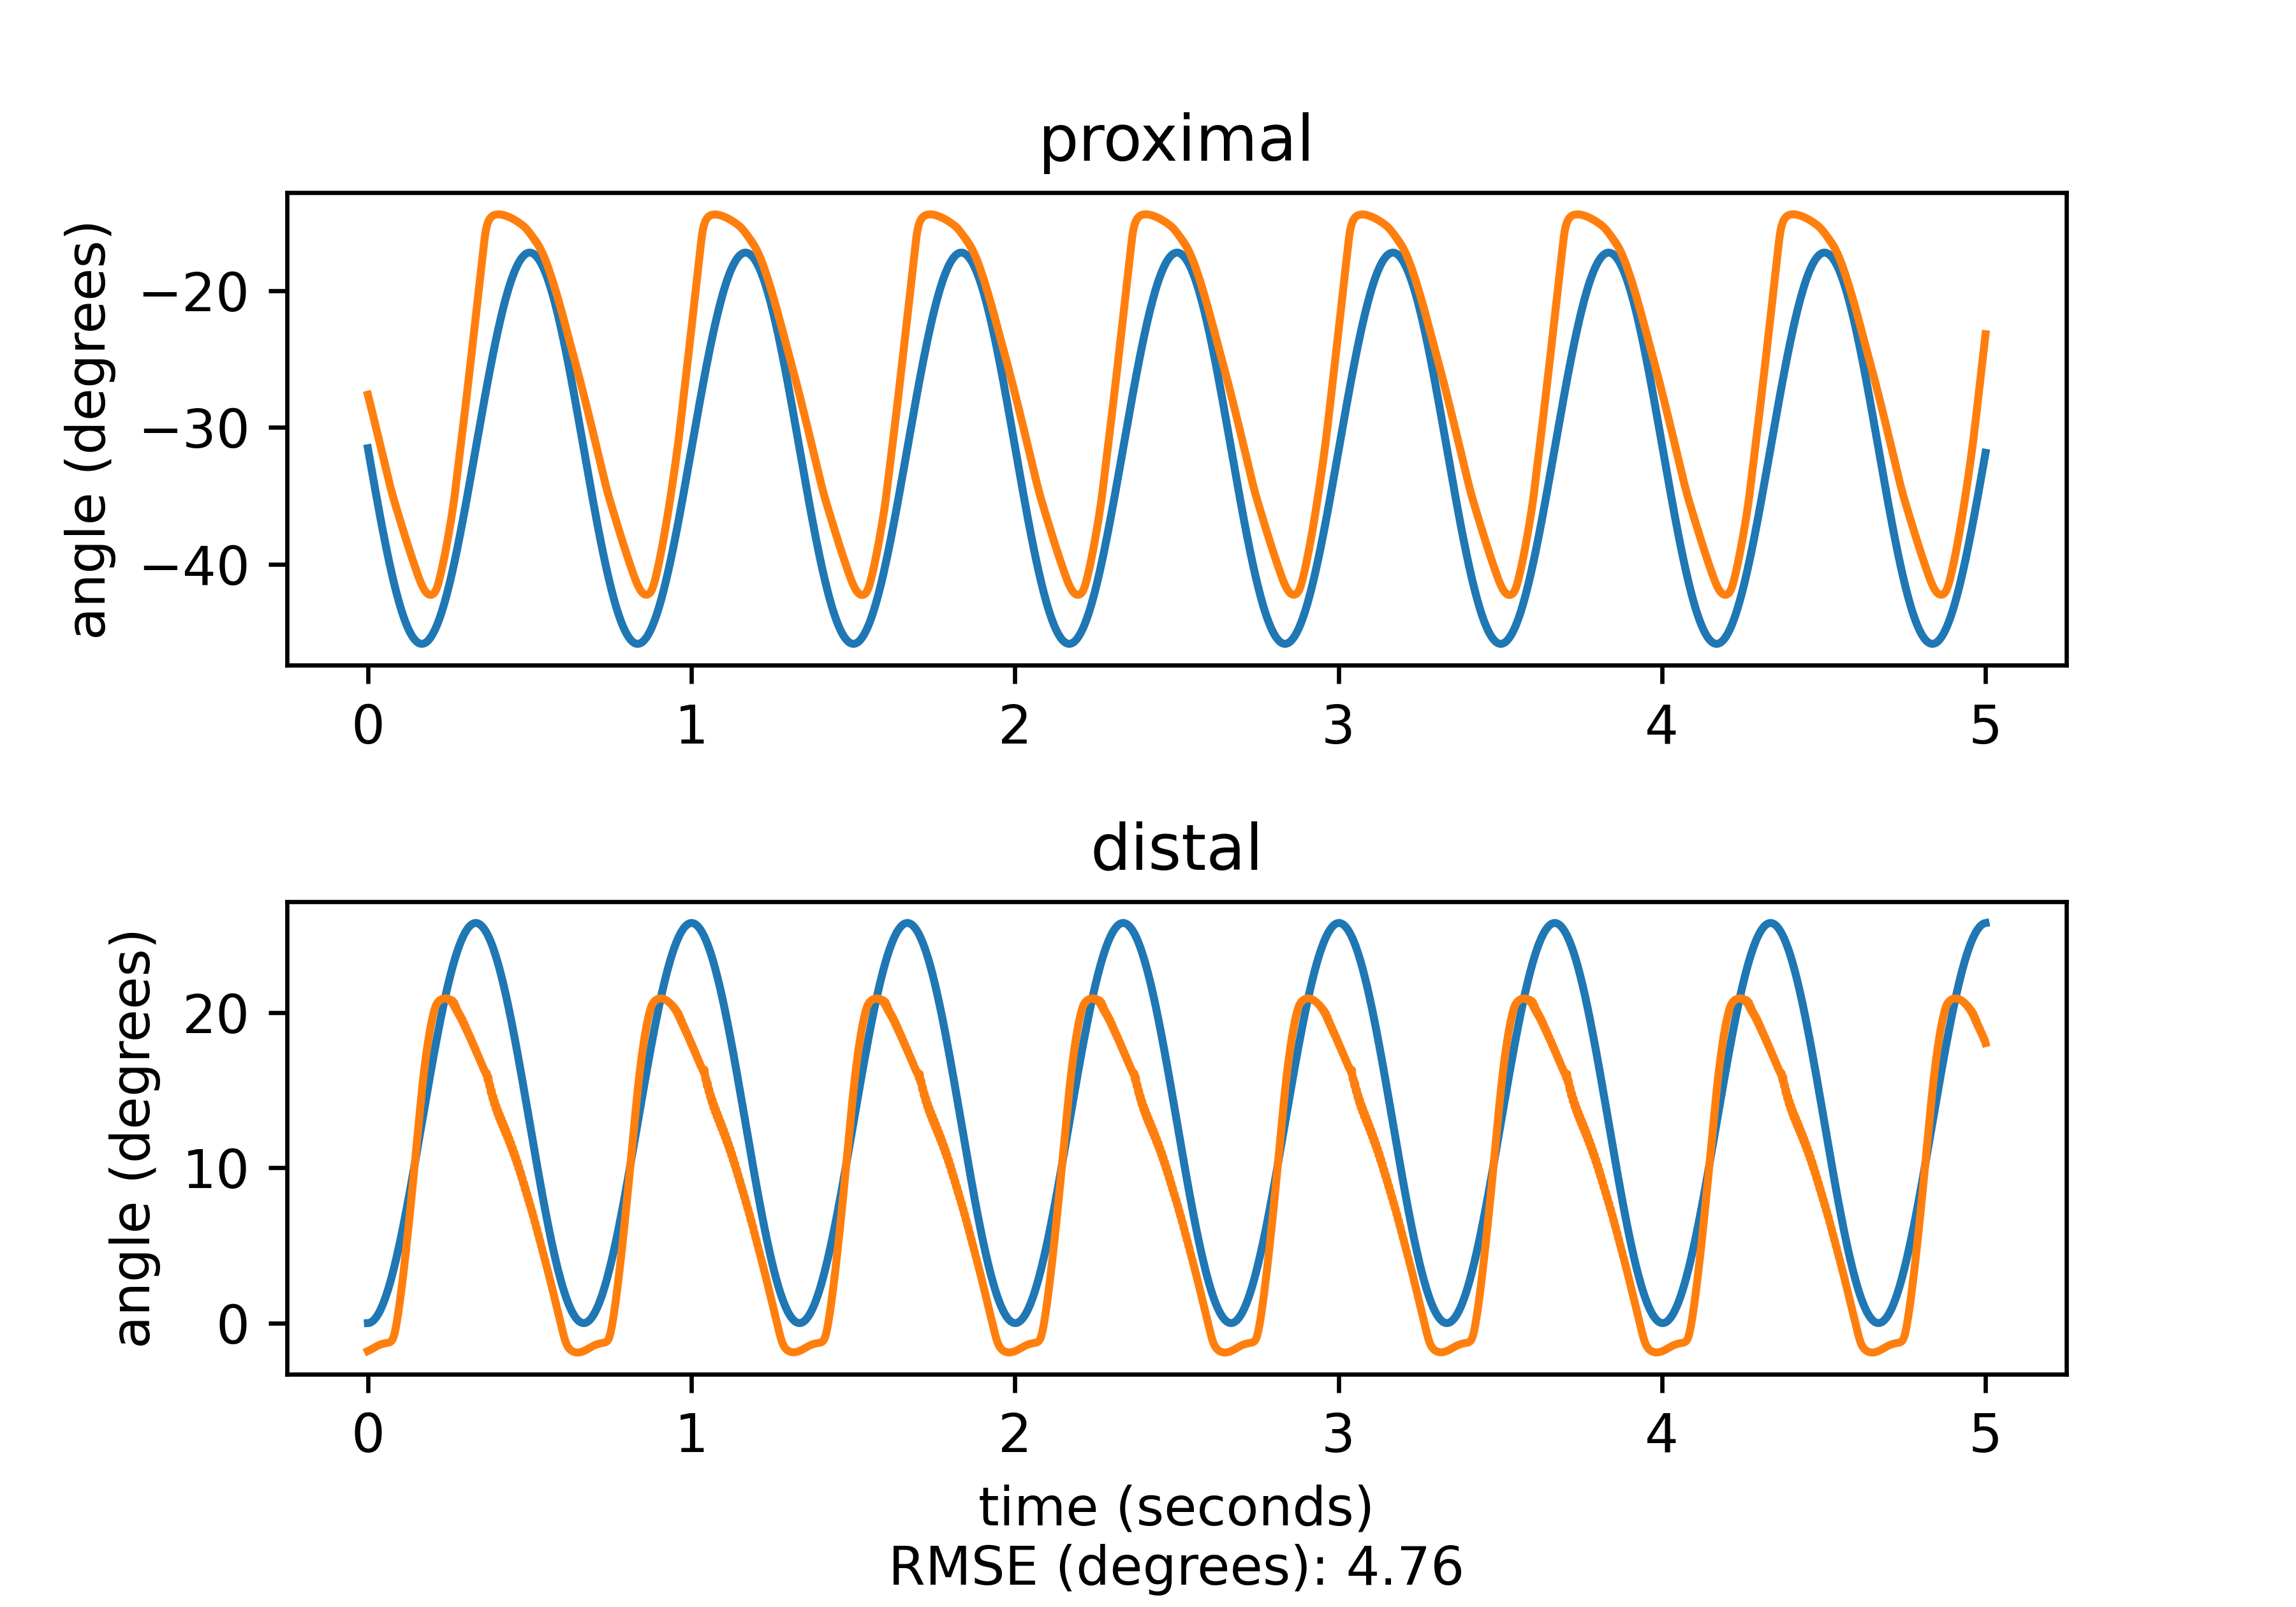 proximal
angle (degrees)
−20
−30
−40
0 1 2 3 4 5
distal
angle (degrees)
20
10
0
0 1 2 3 4 5
time (seconds)
RMSE (degrees): 4.76